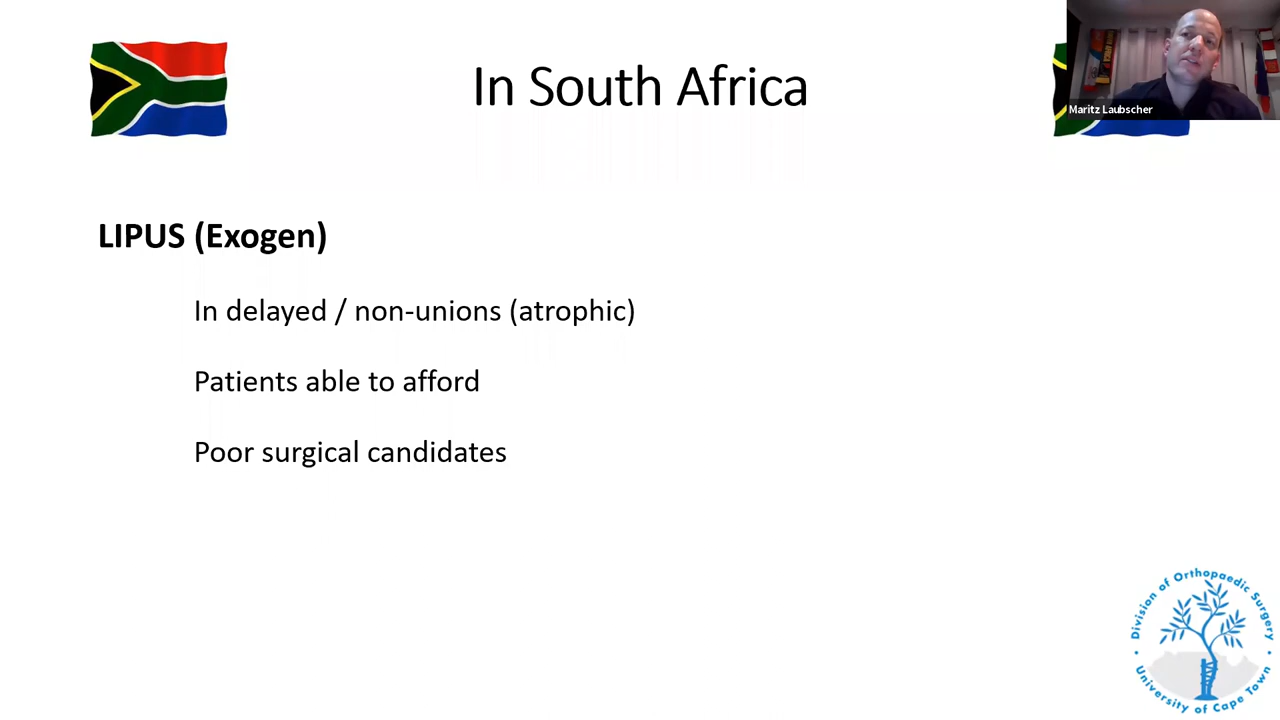 In South Africa
Maritz Laubscher
LIPUS (Exogen)
In delayed / non-unions (atrophic)
Patients able to afford
Poor surgical candidates
Division of Orthopaedic Surgery
University of Cape Town